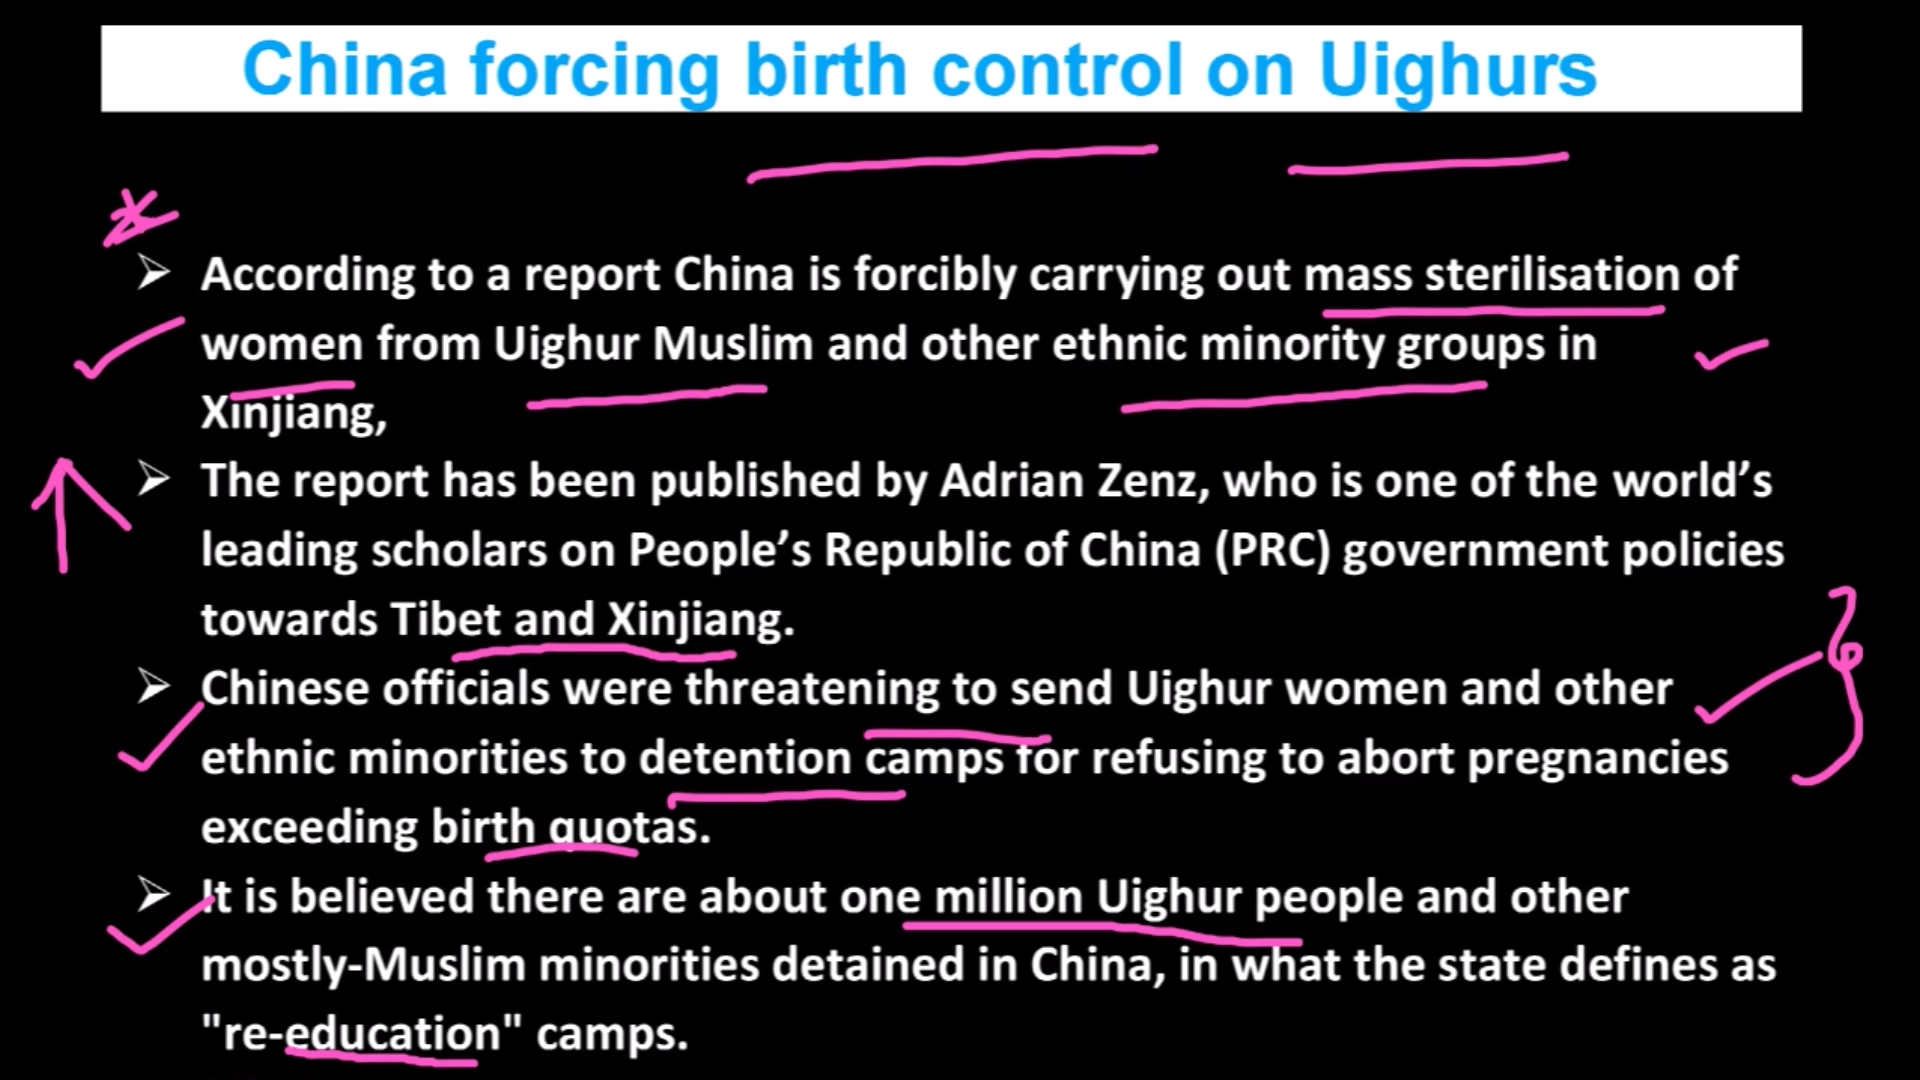 China forcing birth control on Uighurs
According to a report China is forcibly carrying out mass sterilisation of
women from Uighur Muslim and other ethnic minority groups in
Xinjiang,
The report has been published by Adrian Zenz, who is one of the world’s
leading scholars on People’s Republic of China (PRC) government policies
towards Tibet and Xinjiang.
Chinese officials were threatening to send Uighur women and other
ethnic minorities to detention camps for refusing to abort pregnancies
exceeding birth quotas.
It is believed there are about one million Uighur people and other
mostly-Muslim minorities detained in China, in what the state defines as
"re-education" camps.